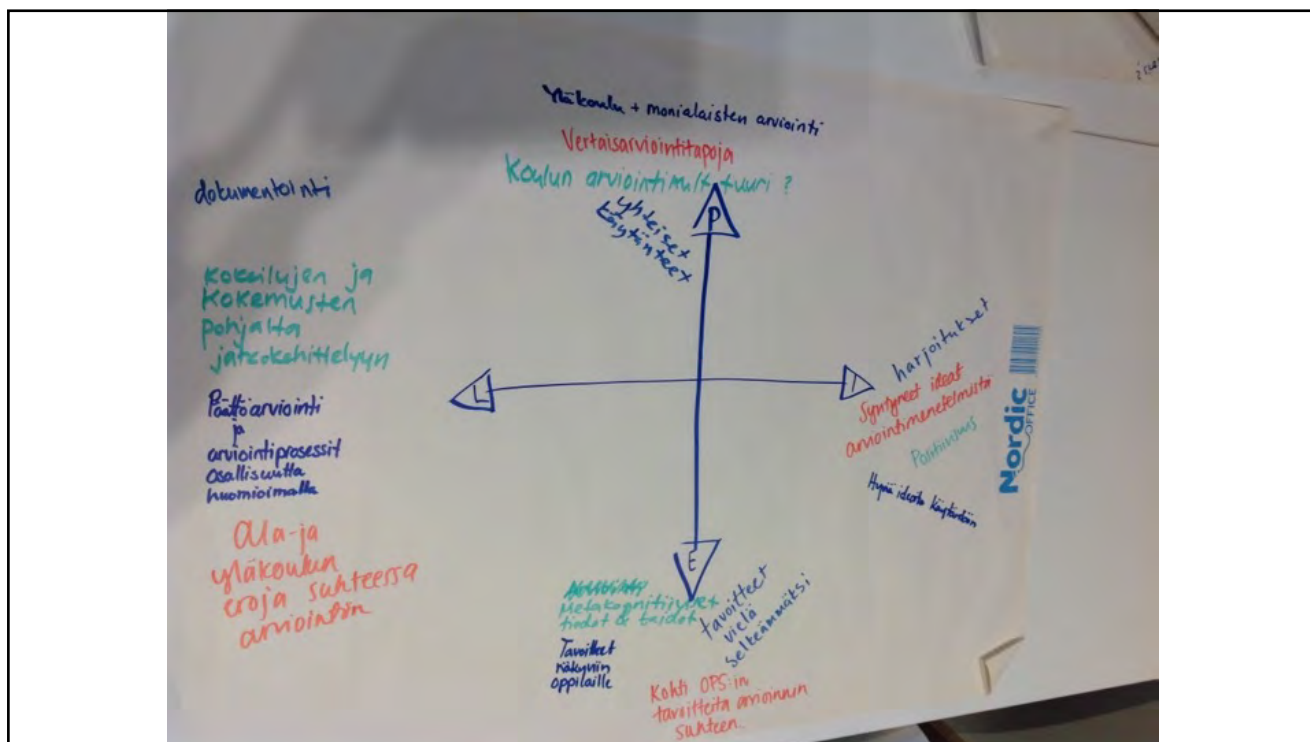 Yläkoulu + monialaisten arviointi
Vertaisarviointitapoja
Koulun arviointikulttuuri ?
yhteiset
käytänteet
P
dokumentointi
Kokeilujen ja
kokemusten
pohjalta
jatkokehittelyyn
Päättöarviointi
ja
arviointiprosessit
osallisuutta
huomioimalla
Ala- ja
yläkoulun
eroja suhteessa
arviointiin
L
I
harjoitukset
Syntyneet ideat
arviointimenetelmistä
Positiivisuus
Hyviä ideoita käytäntöön
Nordic
OFFICE
E
Metakognitiiviset
tiedot & taidot
Tavoitteet
näkyviin
oppilaille
tavoitteet
vielä
selkeämmäksi
Kohti OPS:in
tavoitteita arvioinnin
suhteen.